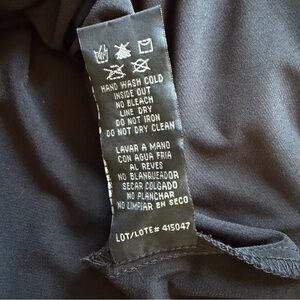 HAND WASH COLD
INSIDE OUT
NO BLEACH
LINE DRY
DO NOT IRON
DO NOT DRY CLEAN
LAVAR A MANO
CON AGUA FRIA
AL REVES
NO BLANQUEADOR
SECAR COLGADO
NO PLANCHAR
NO LIMPIAR EN SECO
LOT/LOTE# 415047